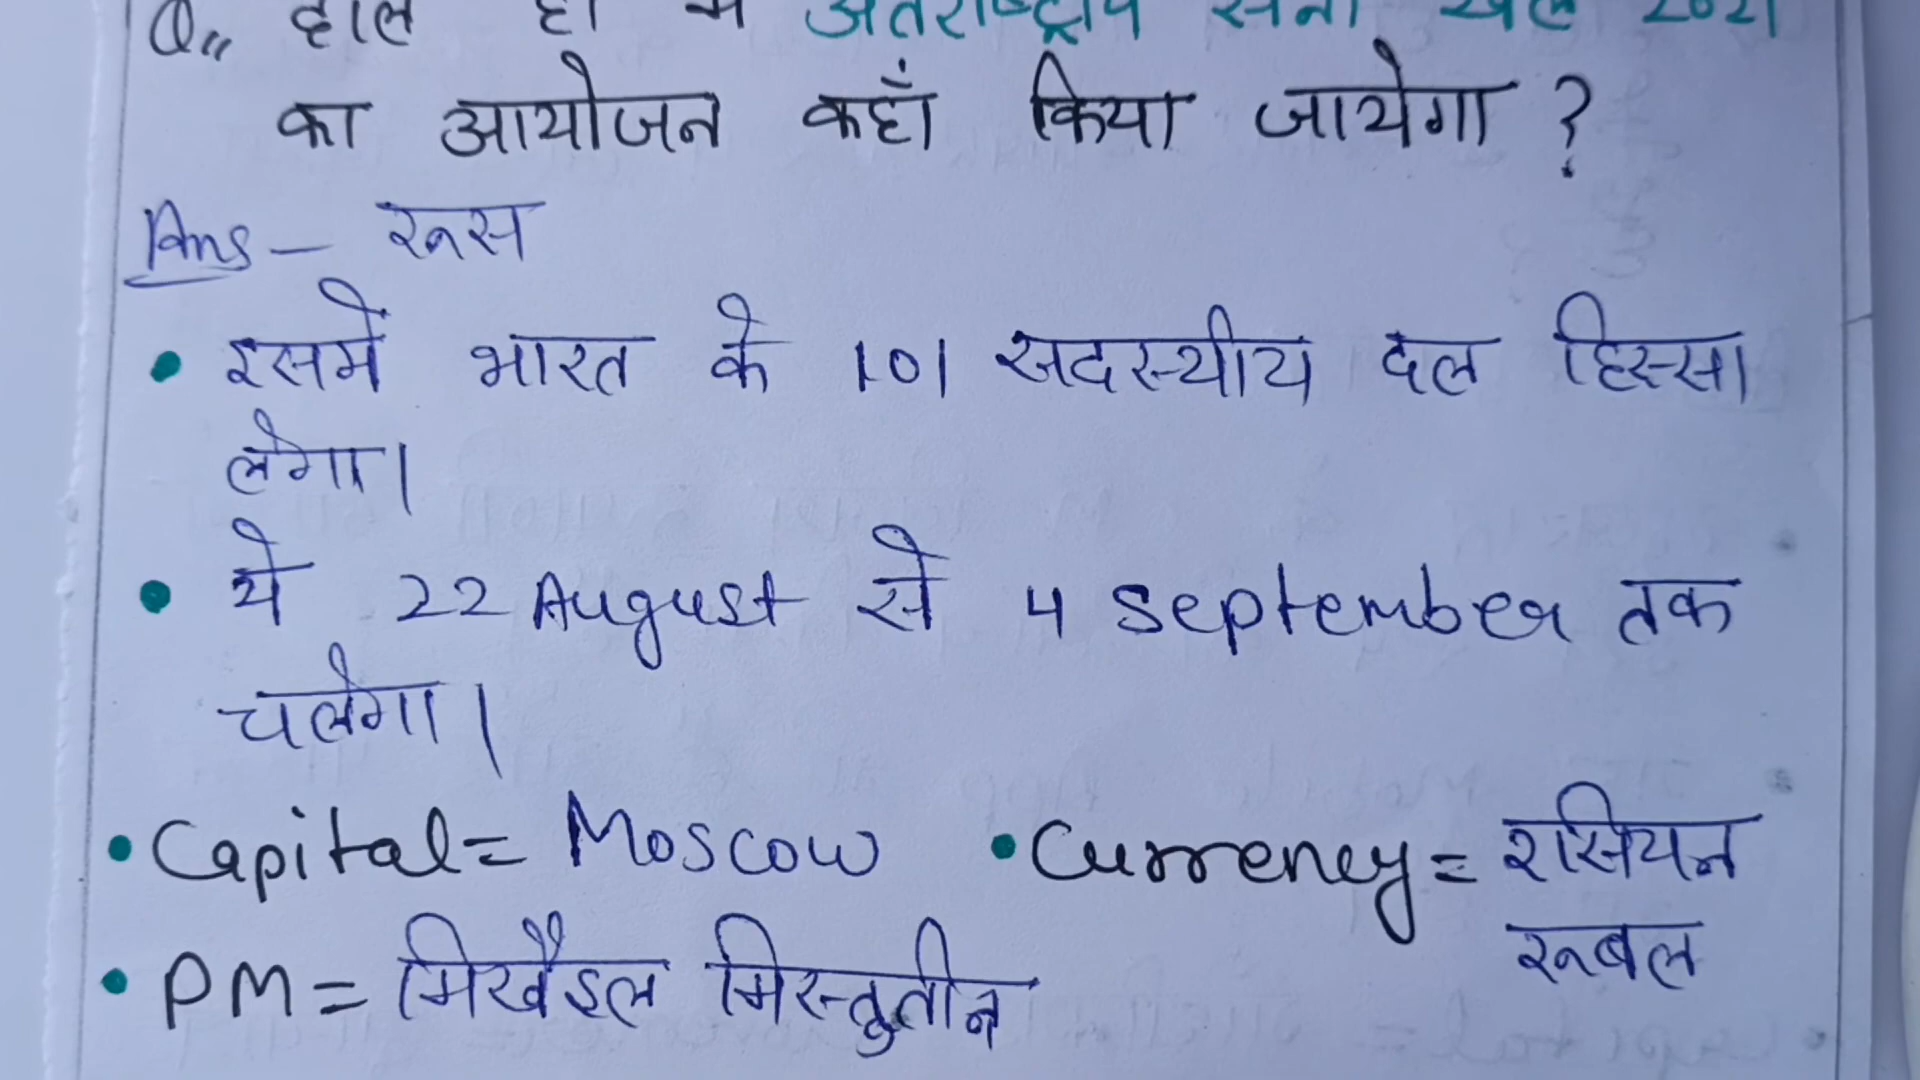 Q,, हाल ही में अंतर्राष्ट्रीय सेना खेल 2021
का आयोजन कहाँ किया जायेगा ?
Ans - रूस
• इसमें भारत के 101 सदस्यीय दल हिस्सा
लेगा।
• ये 22 August से 4 September तक
चलेगा।
• Capital = Moscow • Currency = रसियन
रूबल
• PM = मिखैइल मिस्तुतीन